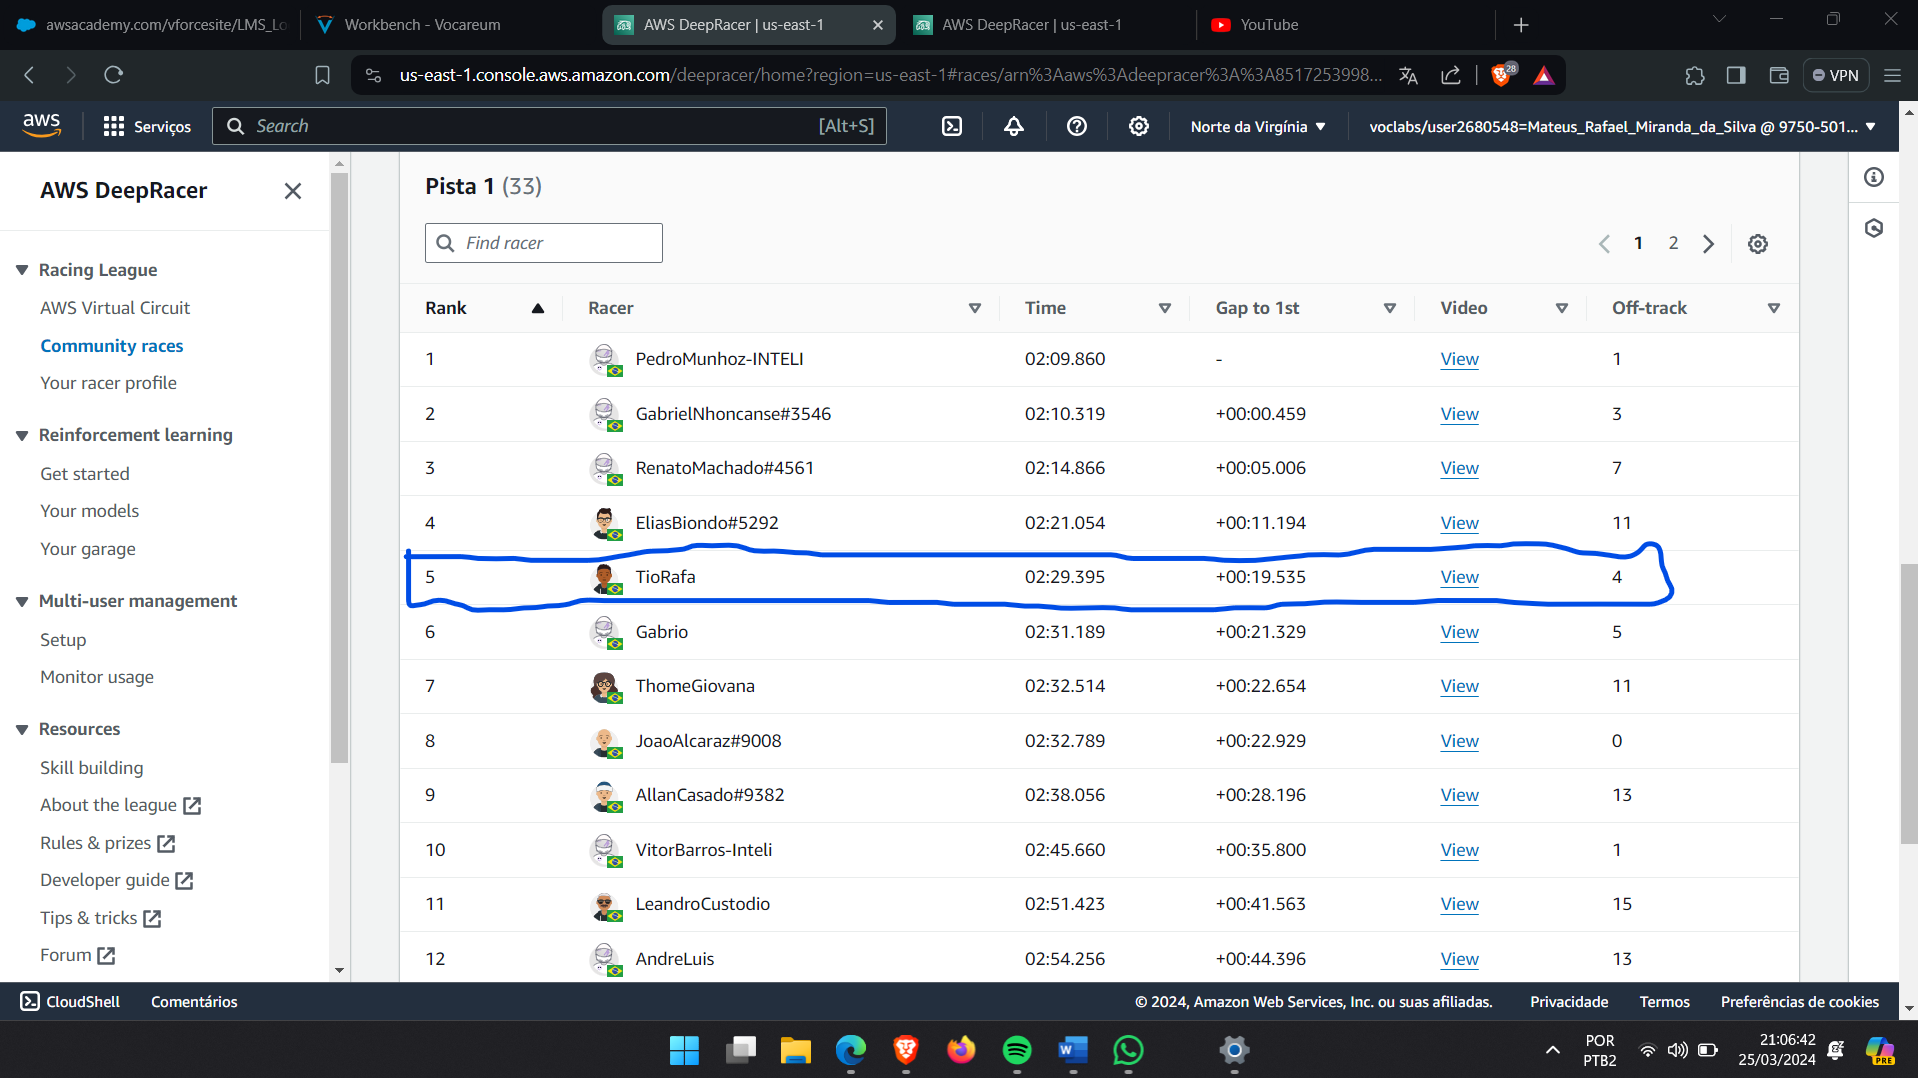 awsacademy.com/vforcesite/LMS_Lo
Workbench - Vocareum
AWS DeepRacer | us-east-1
AWS DeepRacer | us-east-1
YouTube
us-east-1.console.aws.amazon.com/deepracer/home?region=us-east-1#races/arn%3Aaws%3Adeepracer%3A%3A8517253998...
28
VPN
aws
Serviços
Search
[Alt+S]
Norte da Virgínia
voclabs/user2680548=Mateus_Rafael_Miranda_da_Silva @ 9750-501...
AWS DeepRacer
Racing League
AWS Virtual Circuit
Community races
Your racer profile
Reinforcement learning
Get started
Your models
Your garage
Multi-user management
Setup
Monitor usage
Resources
Skill building
About the league
Rules & prizes
Developer guide
Tips & tricks
Forum
Pista 1 (33)
Find racer
1 2
Rank Racer Time Gap to 1st Video Off-track
1 PedroMunhoz-INTELI 02:09.860 - View 1
2 GabrielNhoncanse#3546 02:10.319 +00:00.459 View 3
3 RenatoMachado#4561 02:14.866 +00:05.006 View 7
4 EliasBiondo#5292 02:21.054 +00:11.194 View 11
5 TioRafa 02:29.395 +00:19.535 View 4
6 Gabrio 02:31.189 +00:21.329 View 5
7 ThomeGiovana 02:32.514 +00:22.654 View 11
8 JoaoAlcaraz#9008 02:32.789 +00:22.929 View 0
9 AllanCasado#9382 02:38.056 +00:28.196 View 13
10 VitorBarros-Inteli 02:45.660 +00:35.800 View 1
11 LeandroCustodio 02:51.423 +00:41.563 View 15
12 AndreLuis 02:54.256 +00:44.396 View 13
CloudShell
Comentários
© 2024, Amazon Web Services, Inc. ou suas afiliadas.
Privacidade
Termos
Preferências de cookies
POR
PTB2
21:06:42
25/03/2024
PRE